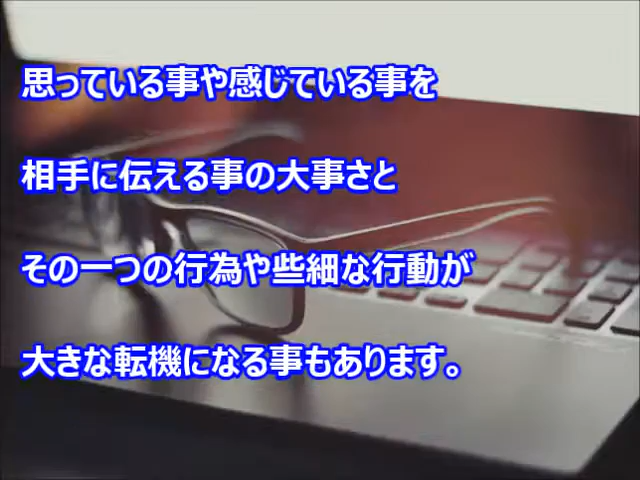 思っている事や感じている事を
相手に伝える事の大事さと
その一つの行為や些細な行動が
大きな転機になる事もあります。